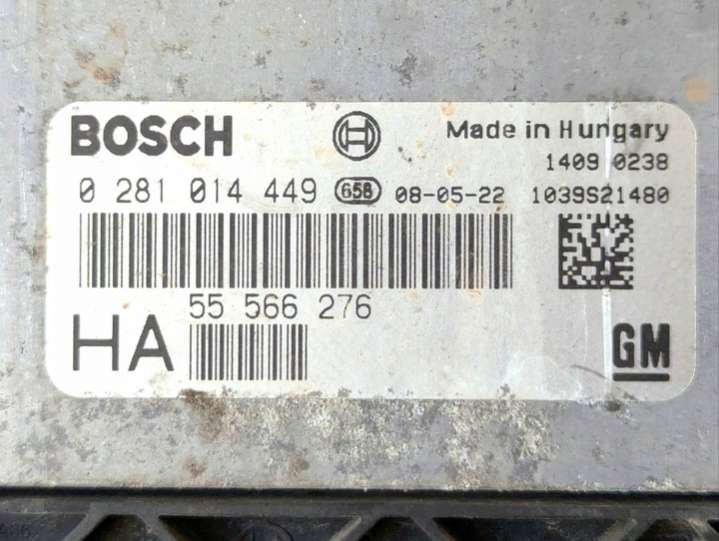 BOSCH Made in Hungary
1409 0238
0 281 014 449 658 08-05-22 1039S21480
55 566 276
HA GM